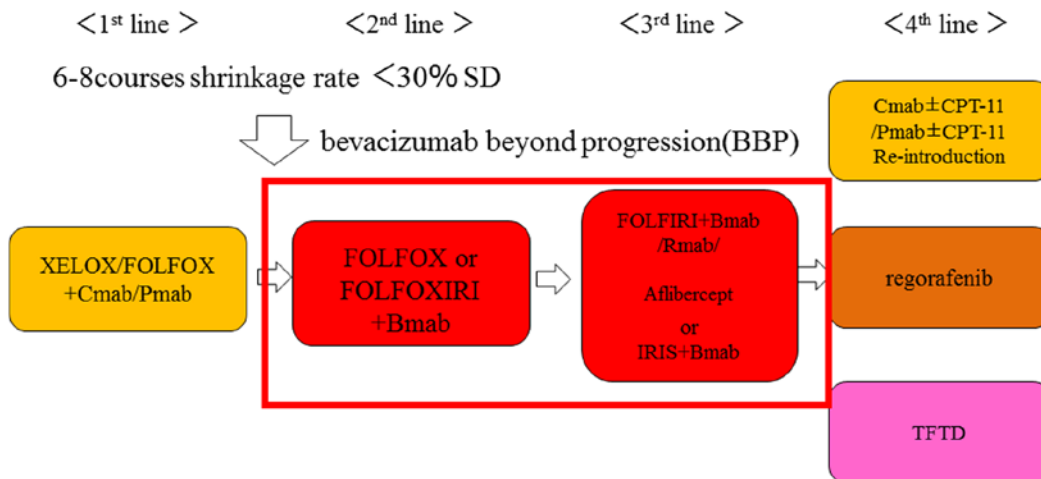 <1st line >
<2nd line >
<3rd line >
<4th line >
6-8courses shrinkage rate <30% SD
bevacizumab beyond progression(BBP)
XELOX/FOLFOX
+Cmab/Pmab
FOLFOX or
FOLFOXIRI
+Bmab
FOLFIRI+Bmab
/Rmab/
Aflibercept
or
IRIS+Bmab
Cmab±CPT-11
/Pmab±CPT-11
Re-introduction
regorafenib
TFTD